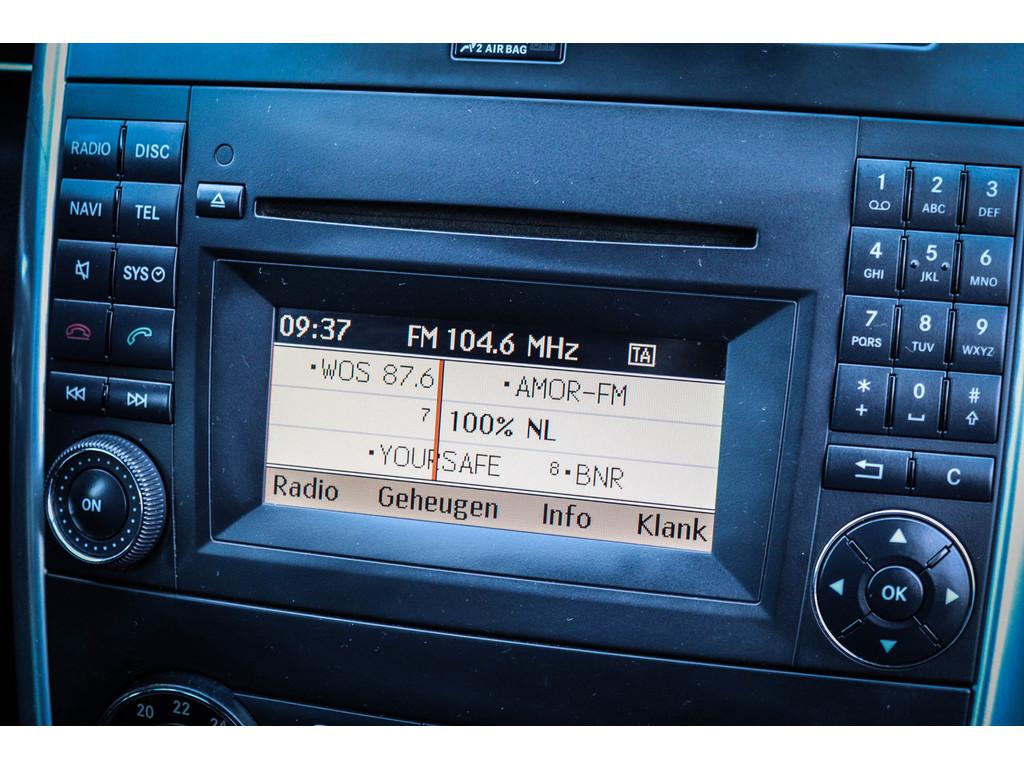 2 AIR BAG OFF
RADIO DISC
NAVI TEL
SYS
ON
09:37 FM 104.6 MHz TA
WOS 87.6 AMOR-FM
7 100% NL
YOURSAFE 8 BNR
Radio Geheugen Info Klank
1 2 ABC 3 DEF
4 GHI 5 JKL 6 MNO
7 PQRS 8 TUV 9 WXYZ
* + 0 #
C
OK
20 22 24